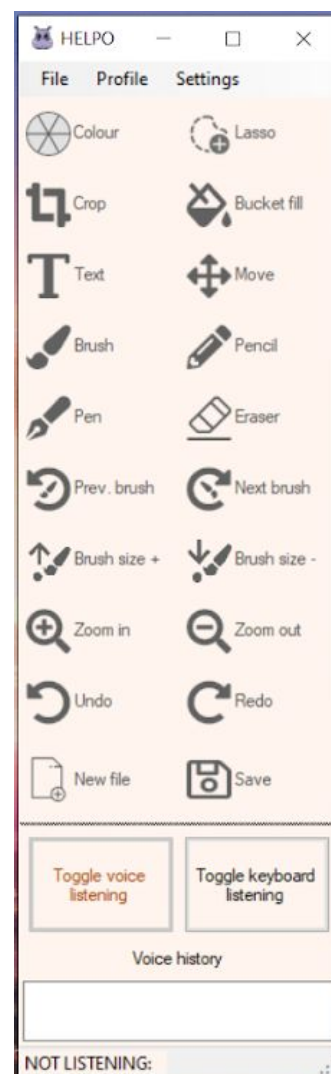 HELPO
File Profile Settings
Colour Lasso
Crop Bucket fill
Text Move
Brush Pencil
Pen Eraser
Prev. brush Next brush
Brush size + Brush size -
Zoom in Zoom out
Undo Redo
New file Save
Toggle voice
listening
Toggle keyboard
listening
Voice history
NOT LISTENING: